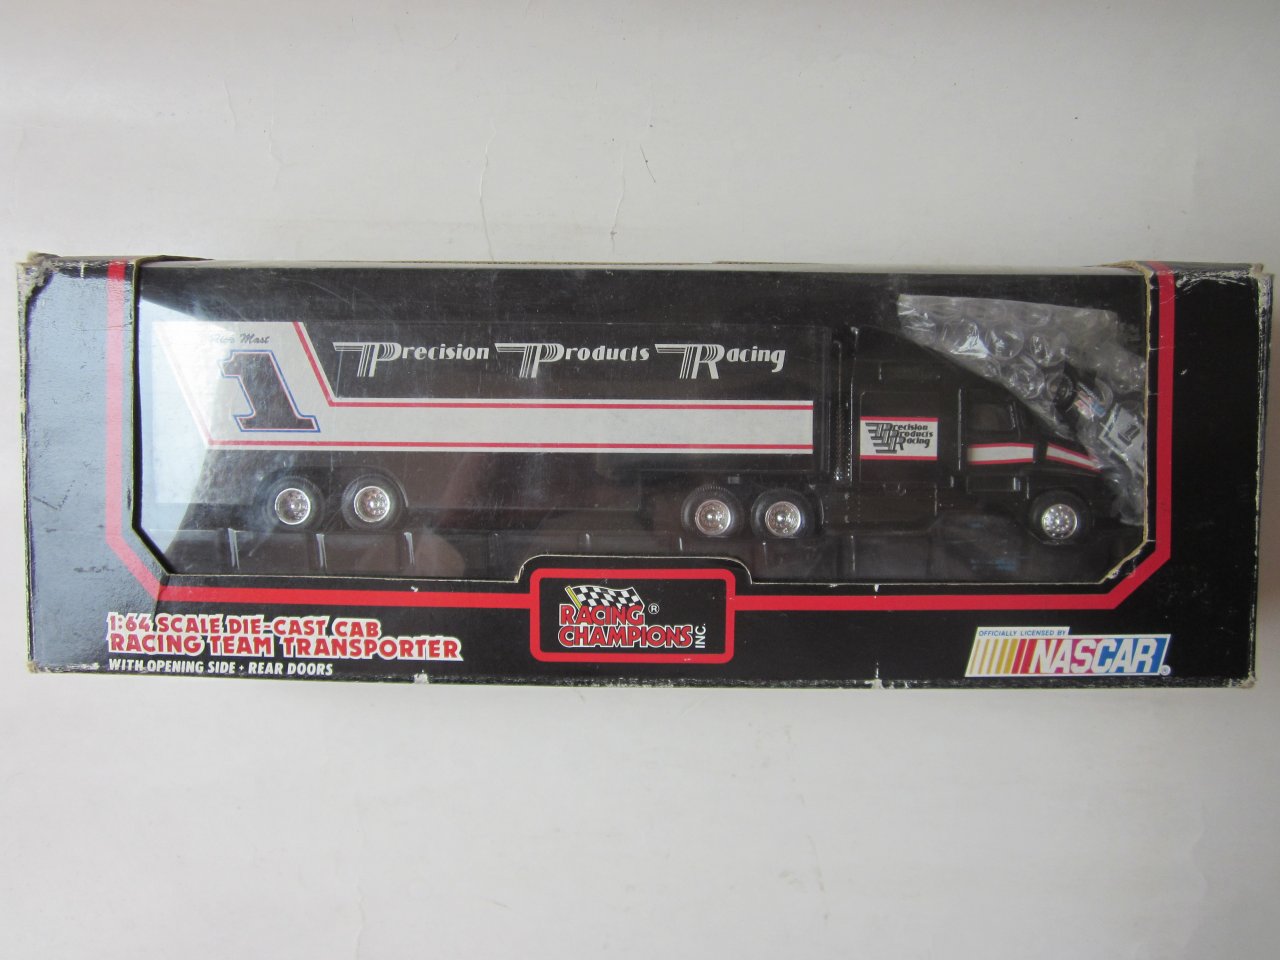 Rick Mast
1
Precision Products Racing
Precision
Products
Racing
1
1:64 SCALE DIE-CAST CAB
RACING TEAM TRANSPORTER
WITH OPENING SIDE • REAR DOORS
RACING ®
CHAMPIONS INC.
OFFICIALLY LICENSED BY
NASCAR ®